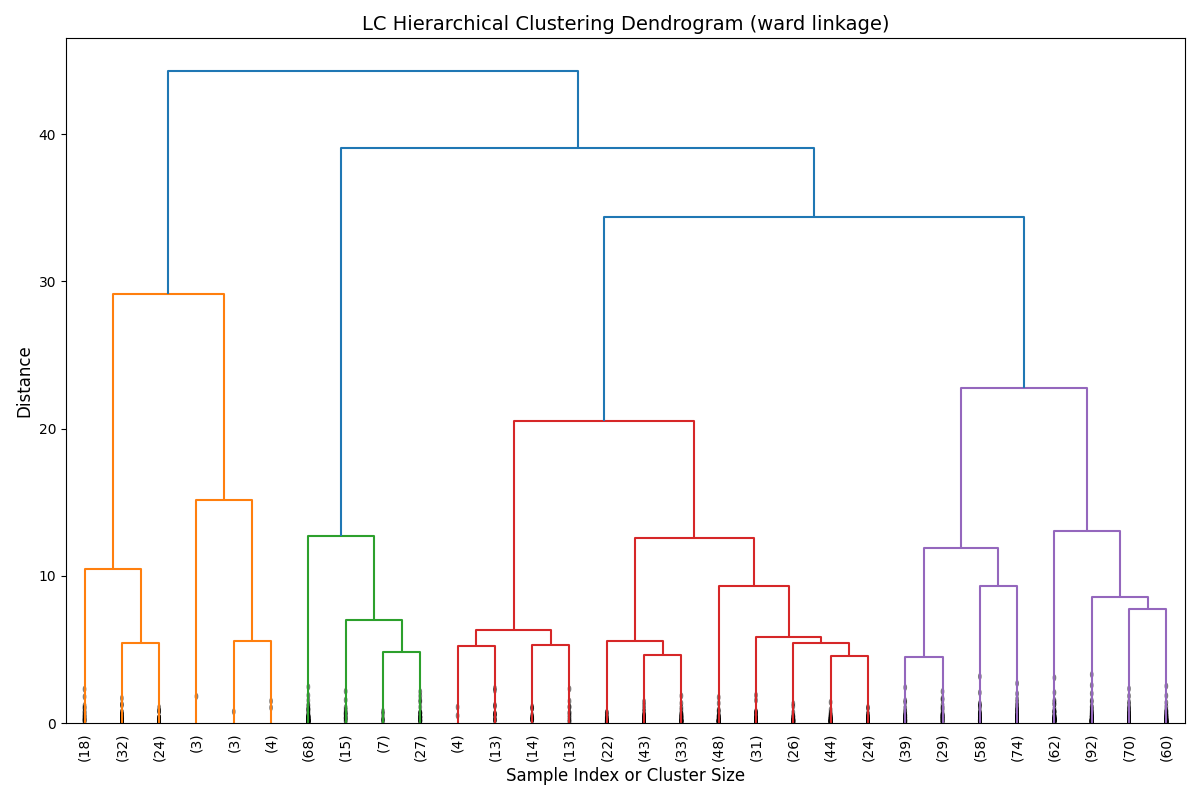 LC Hierarchical Clustering Dendrogram (ward linkage)
40
30
20
10
0
Distance
(18) (32) (24) (3) (3) (4) (68) (15) (7) (27) (4) (13) (14) (13) (22) (43) (33) (48) (31) (26) (44) (24) (39) (29) (58) (74) (62) (92) (70) (60)
Sample Index or Cluster Size